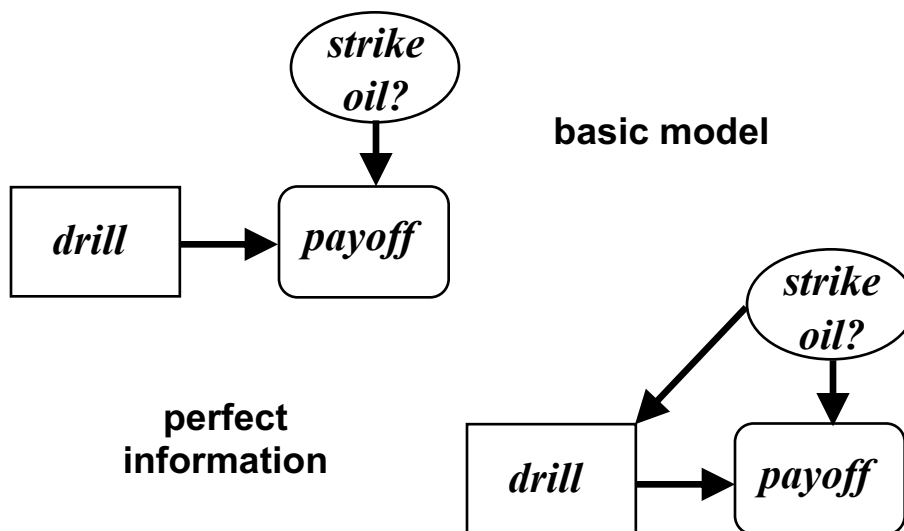 strike
oil?
basic model
drill
payoff
strike
oil?
perfect
information
drill
payoff